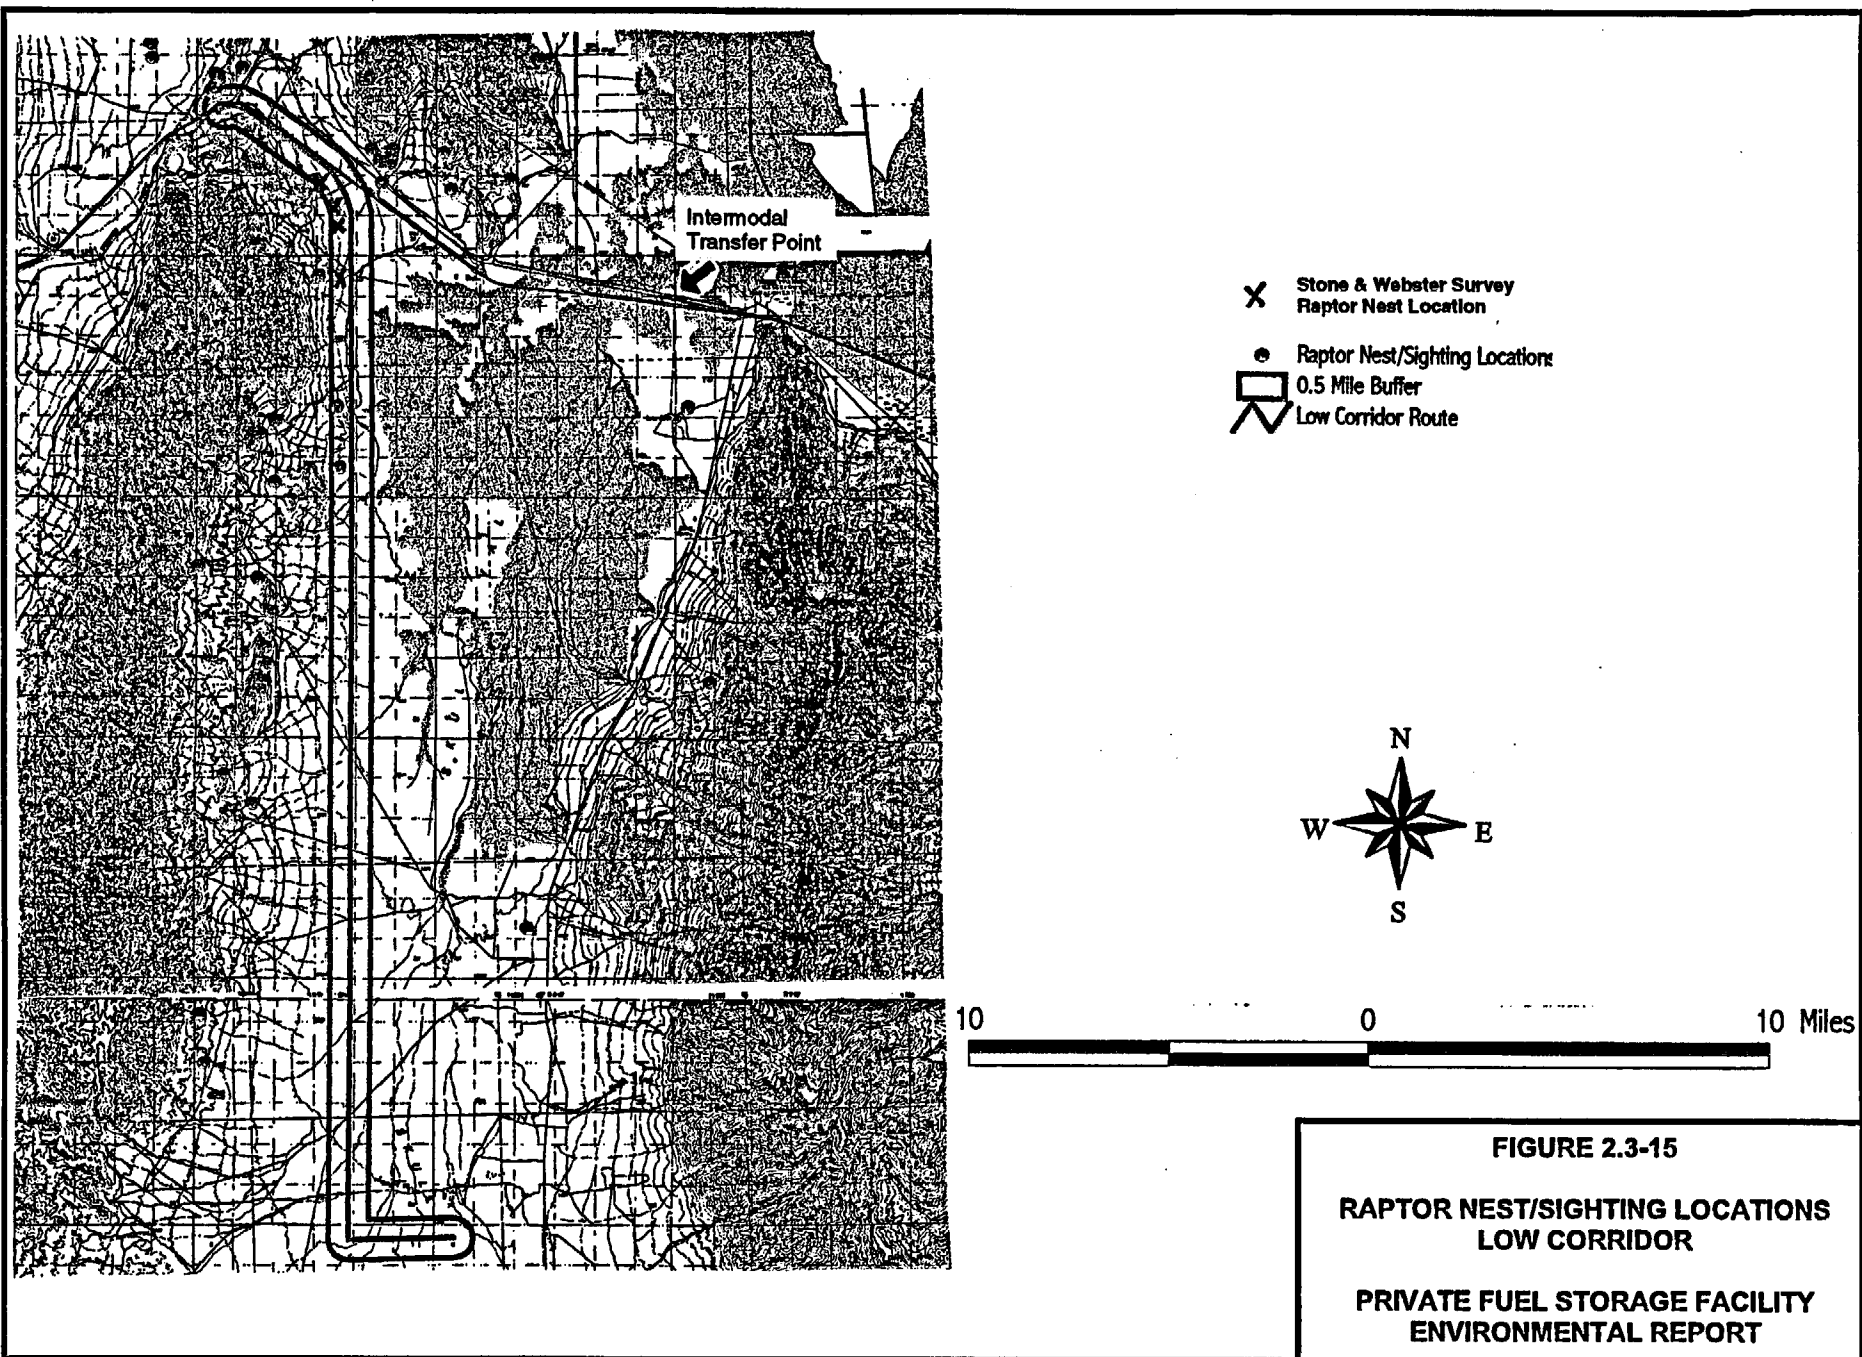 Intermodal
Transfer Point
Stone & Webster Survey
Raptor Nest Location
Raptor Nest/Sighting Locations
0.5 Mile Buffer
Low Corridor Route
N
W
E
S
10
0
10 Miles
FIGURE 2.3-15
RAPTOR NEST/SIGHTING LOCATIONS
LOW CORRIDOR
PRIVATE FUEL STORAGE FACILITY
ENVIRONMENTAL REPORT